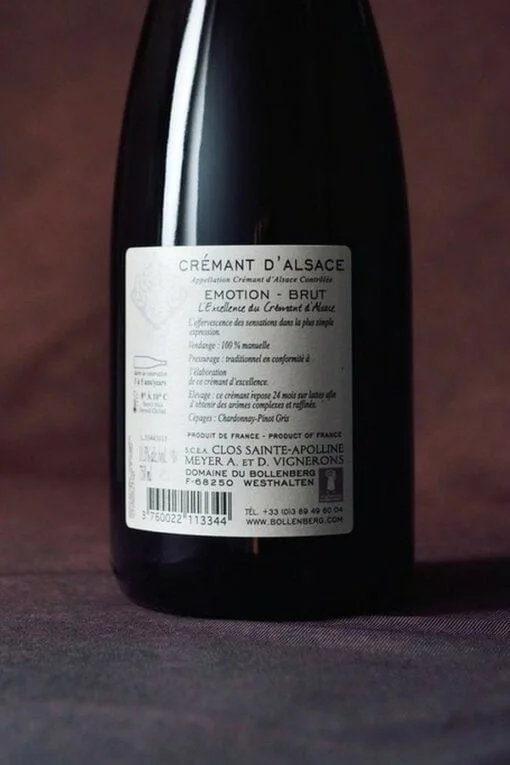 CRÉMANT D'ALSACE
Appellation Crémant d'Alsace Contrôlée
EMOTION - BRUT
L'Excellence du Crémant d'Alsace
L'effervescence des sensations dans la plus simple
expression.
Vendange : 100 % manuelle
Pressurage : traditionnel en conformité à
l'élaboration
de ce crémant d'excellence.
Elevage : ce crémant repose 24 mois sur lattes afin
d'obtenir des arômes complexes et raffinés.
Cépages : Chardonnay-Pinot Gris
PRODUIT DE FRANCE - PRODUCT OF FRANCE
S.C.E.A. CLOS SAINTE-APOLLINE
MEYER A. ET D. VIGNERONS
DOMAINE DU BOLLENBERG
F-68250 WESTHALTEN
TÉL. +33 (0)3 89 49 60 04
WWW.BOLLENBERG.COM
750 ml
3 760022 113344